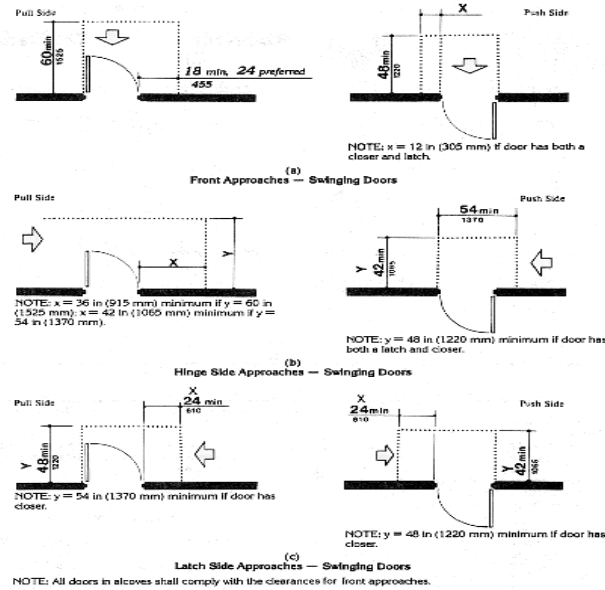 Pull Side
X
Push Side
60min
1525
18 min, 24 preferred
455
48min
1220
NOTE: x = 12 in (305 mm) if door has both a
closer and latch.
(a)
Front Approaches — Swinging Doors
Pull Side
Push Side
54min
1370
X
Y
Y
42min
1065
NOTE: x = 36 in (915 mm) minimum if y = 60 in
(1525 mm); x = 42 in (1065 mm) minimum if y =
54 in (1370 mm).
NOTE: y = 48 in (1220 mm) minimum if door has
both a latch and closer.
(b)
Hinge Side Approaches — Swinging Doors
Pull Side
X
24 min
610
X
24min
610
Push Side
Y
48min
1220
Y
42min
1065
NOTE: y = 54 in (1370 mm) minimum if door has
closer.
NOTE: y = 48 in (1220 mm) minimum if door has
closer.
(c)
Latch Side Approaches — Swinging Doors
NOTE: All doors in alcoves shall comply with the clearances for front approaches.